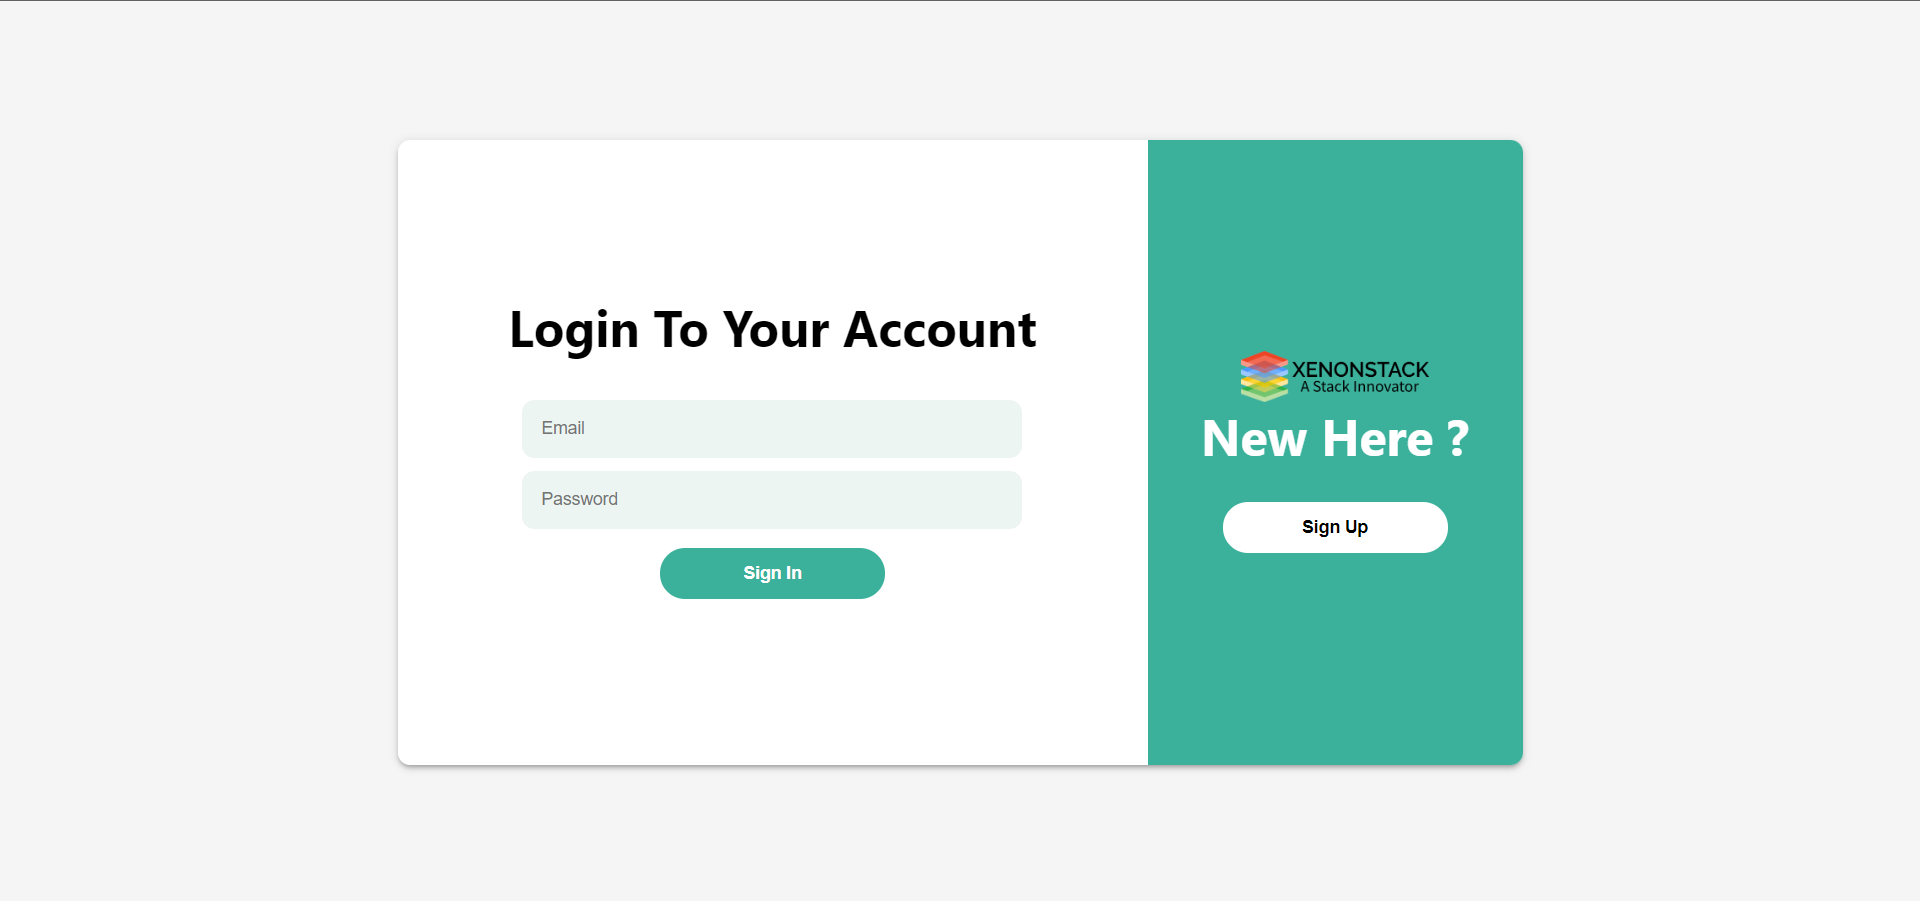 Login To Your Account
Email
Password
Sign In
XENONSTACK
A Stack Innovator
New Here ?
Sign Up